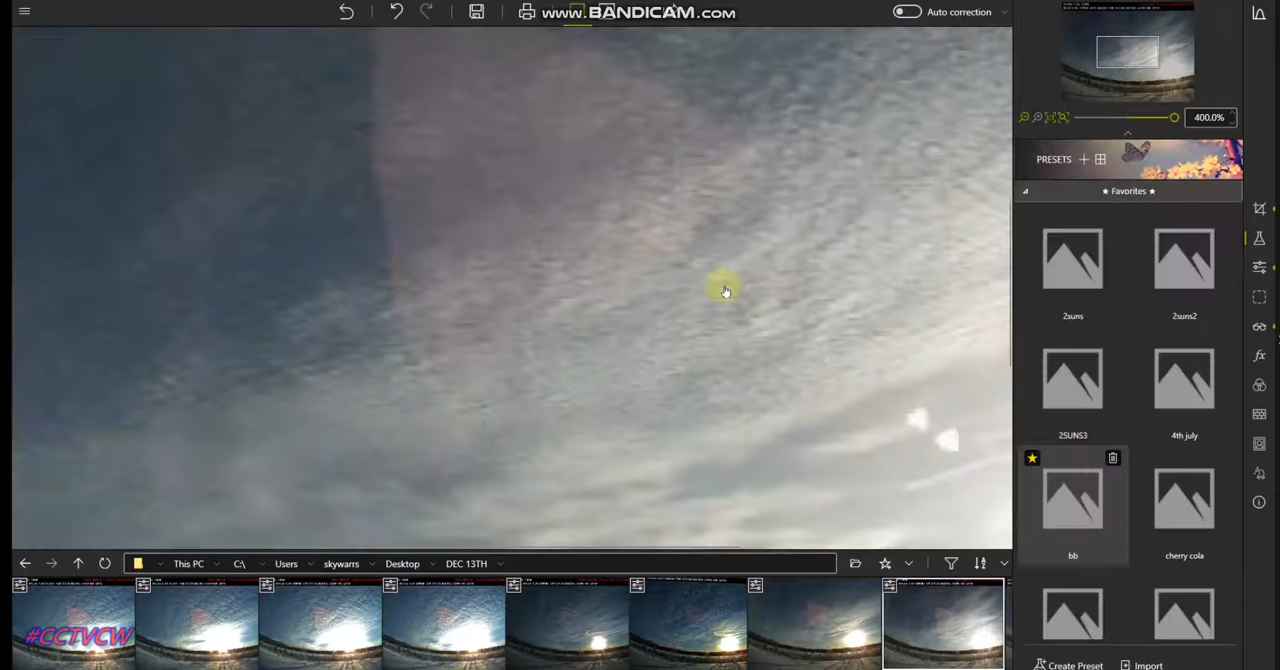 www.BANDICAM.com
Auto correction
400.0%
PRESETS
★ Favorites ★
2suns
2suns2
2SUNS3
4th july
bb
cherry cola
This PC
C:\
Users
skywarrs
Desktop
DEC 13TH
#CCTVCW
Create Preset
Import
fx